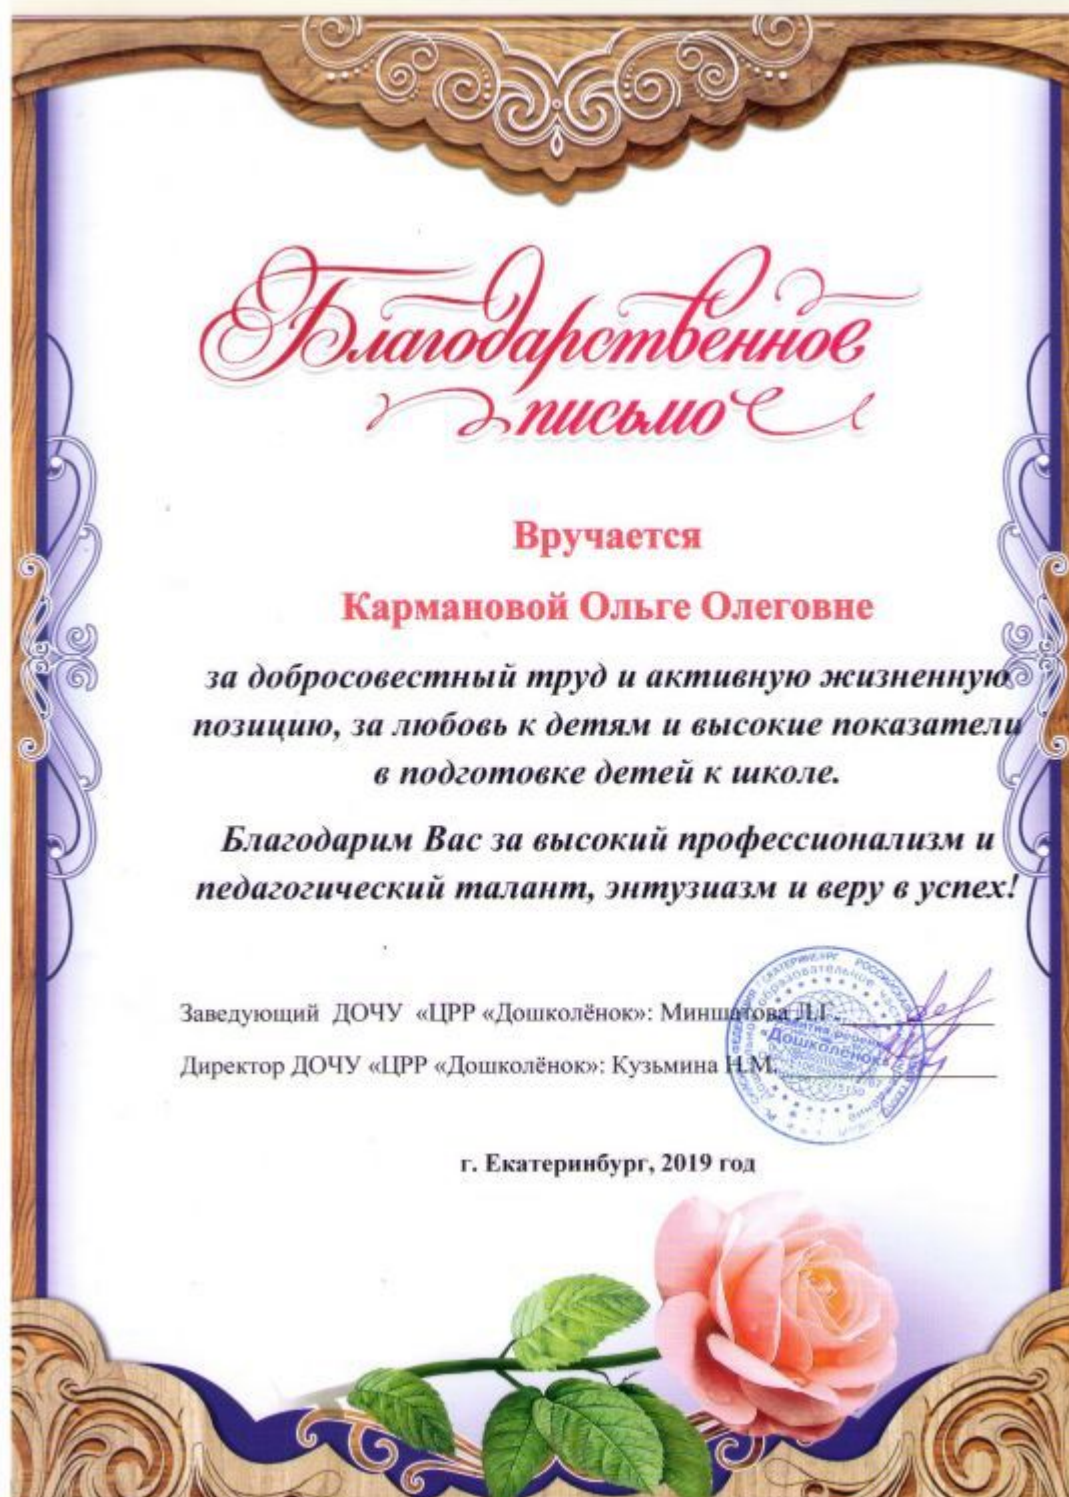 Благодарственное
письмо
Вручается
Кармановой Ольге Олеговне
за добросовестный труд и активную жизненную
позицию, за любовь к детям и высокие показатели
в подготовке детей к школе.
Благодарим Вас за высокий профессионализм и
педагогический талант, энтузиазм и веру в успех!
Заведующий ДОЧУ «ЦРР «Дошколёнок»: Миншатова Л.Г.
Директор ДОЧУ «ЦРР «Дошколёнок»: Кузьмина Н.М.
«Дошколёнок»
г. Екатеринбург, 2019 год